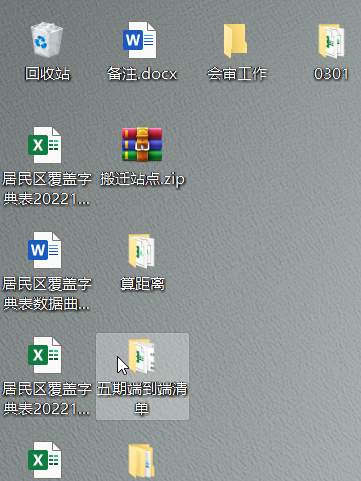 回收站
备注.docx
会审工作
0301
居民区覆盖字
典表20221...
搬迁站点.zip
居民区覆盖字
典表数据曲...
算距离
居民区覆盖字
典表20221...
五期端到端清
单